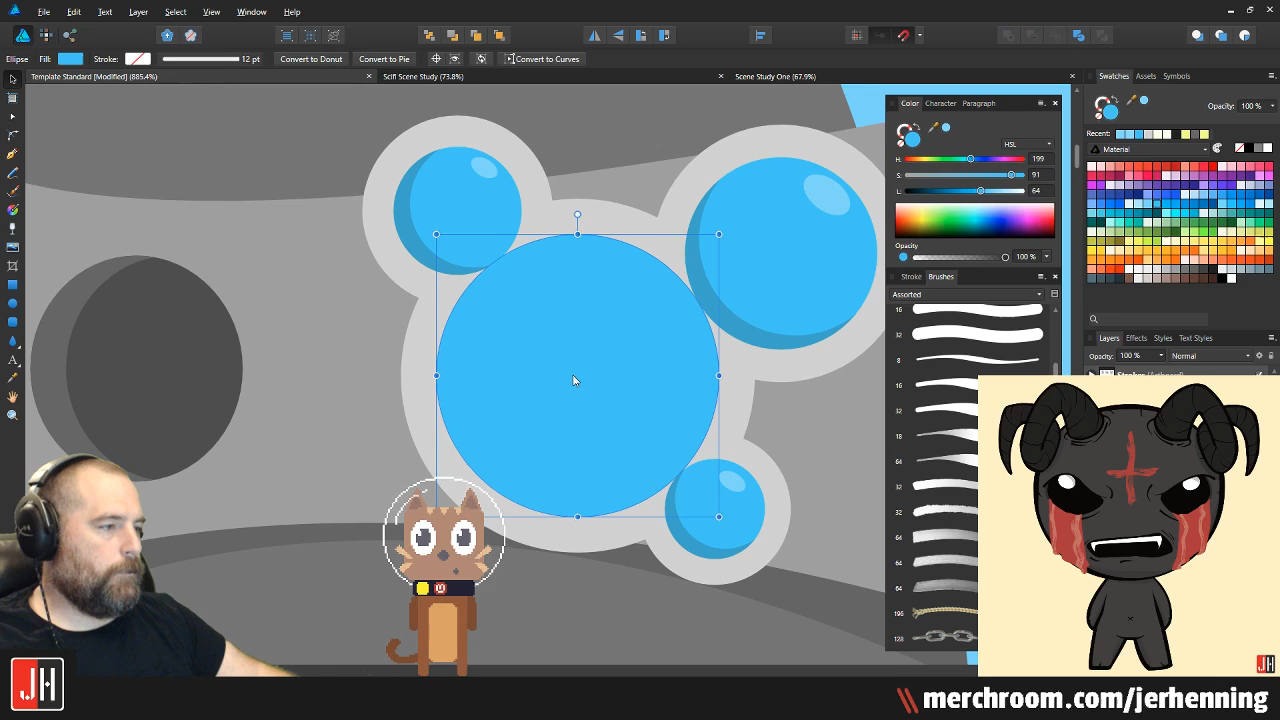 File Edit Text Layer Select View Window Help
Ellipse Fill: Stroke: 12 pt Convert to Donut Convert to Pie Convert to Curves
Template Standard [Modified] (885.4%) × Scifi Scene Study (73.8%) × Scene Study One (67.9%) ×
Swatches Assets Symbols
Color Character Paragraph
Opacity: 100 %
HSL
Recent:
Material
H: 199
S: 91
L: 64
Opacity
100 %
Stroke Brushes
Assorted
16
32
8
16
32
18
64
32
32
64
64
64
196
128
Layers Effects Styles Text Styles
Opacity: 100 % Normal
JH
JH
\\ merchroom.com/jerhenning